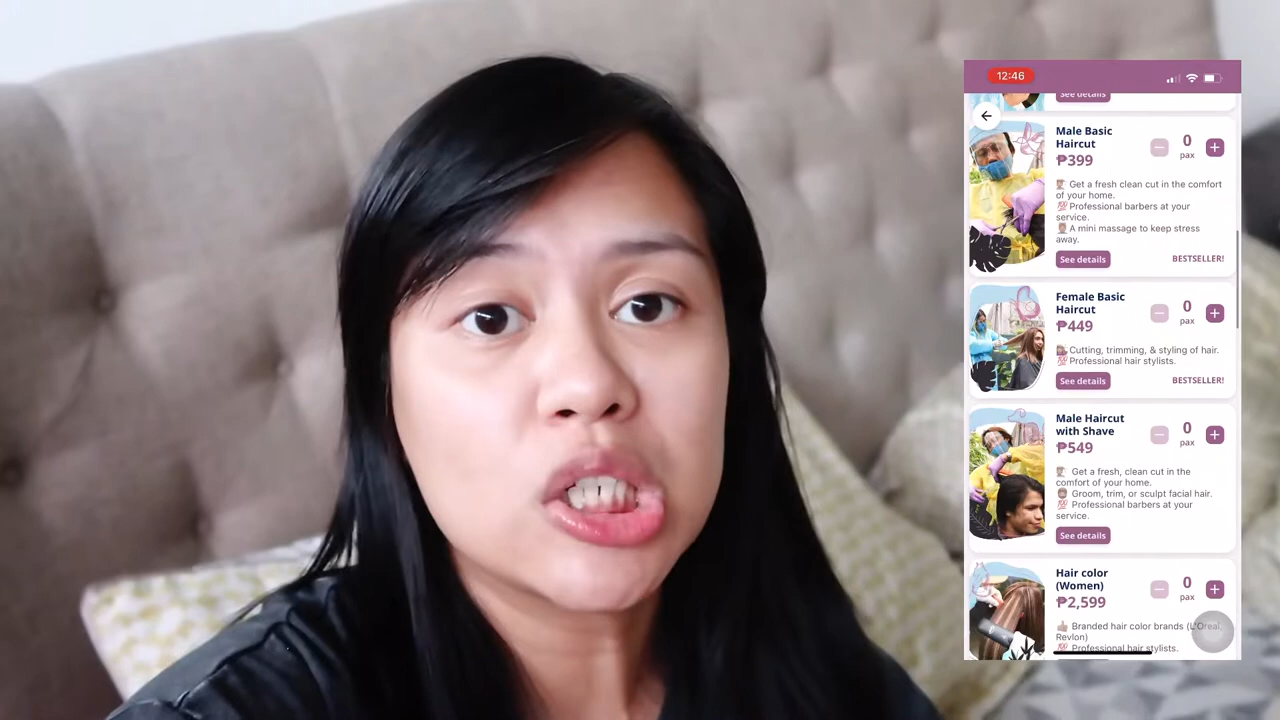 12:46
See details
Male Basic
Haircut
₱399
0
pax
Get a fresh clean cut in the comfort
of your home.
💯 Professional barbers at your
service.
A mini massage to keep stress
away.
See details
BESTSELLER!
Female Basic
Haircut
₱449
0
pax
Cutting, trimming, & styling of hair.
💯 Professional hair stylists.
See details
BESTSELLER!
Male Haircut
with Shave
₱549
0
pax
Get a fresh, clean cut in the
comfort of your home.
Groom, trim, or sculpt facial hair.
💯 Professional barbers at your
service.
See details
Hair color
(Women)
₱2,599
0
pax
Branded hair color brands (L'Oreal,
Revlon)
💯 Professional hair stylists.